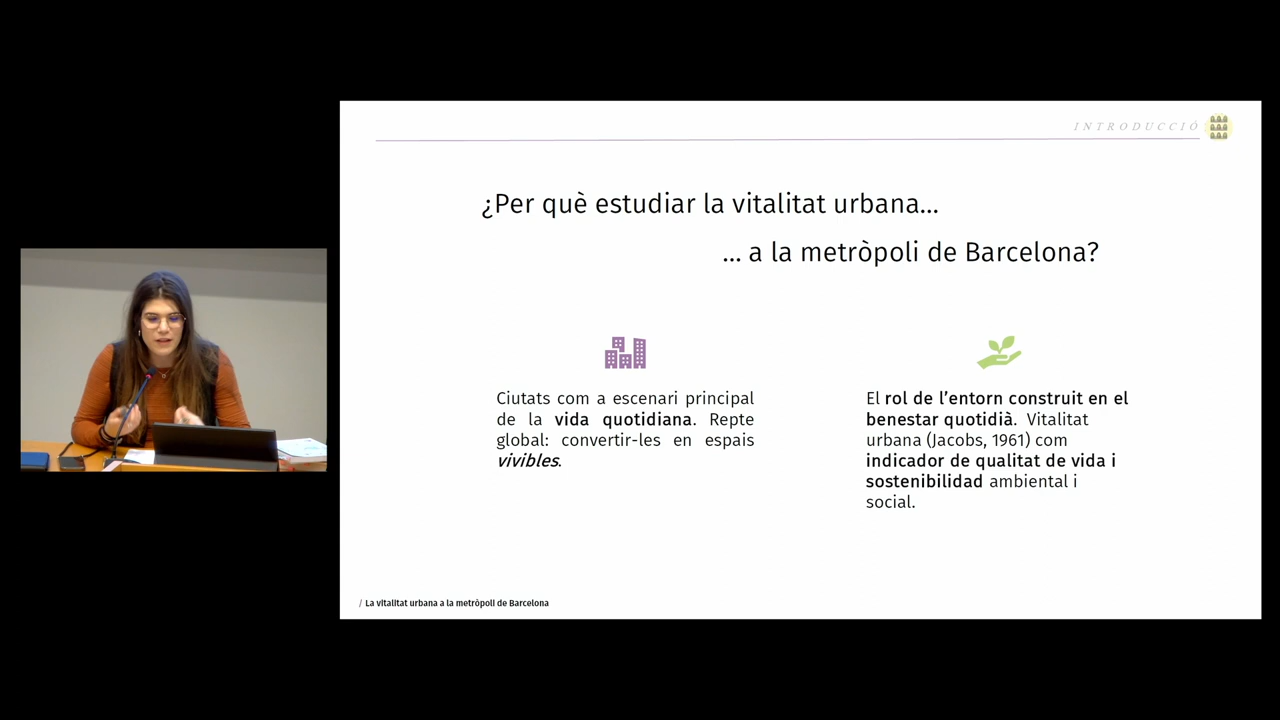 INTRODUCCIÓ
¿Per què estudiar la vitalitat urbana...
... a la metròpoli de Barcelona?
Ciutats com a escenari principal
de la vida quotidiana. Repte
global: convertir-les en espais
vivibles.
El rol de l’entorn construit en el
benestar quotidià. Vitalitat
urbana (Jacobs, 1961) com
indicador de qualitat de vida i
sostenibilidad ambiental i
social.
/ La vitalitat urbana a la metròpoli de Barcelona